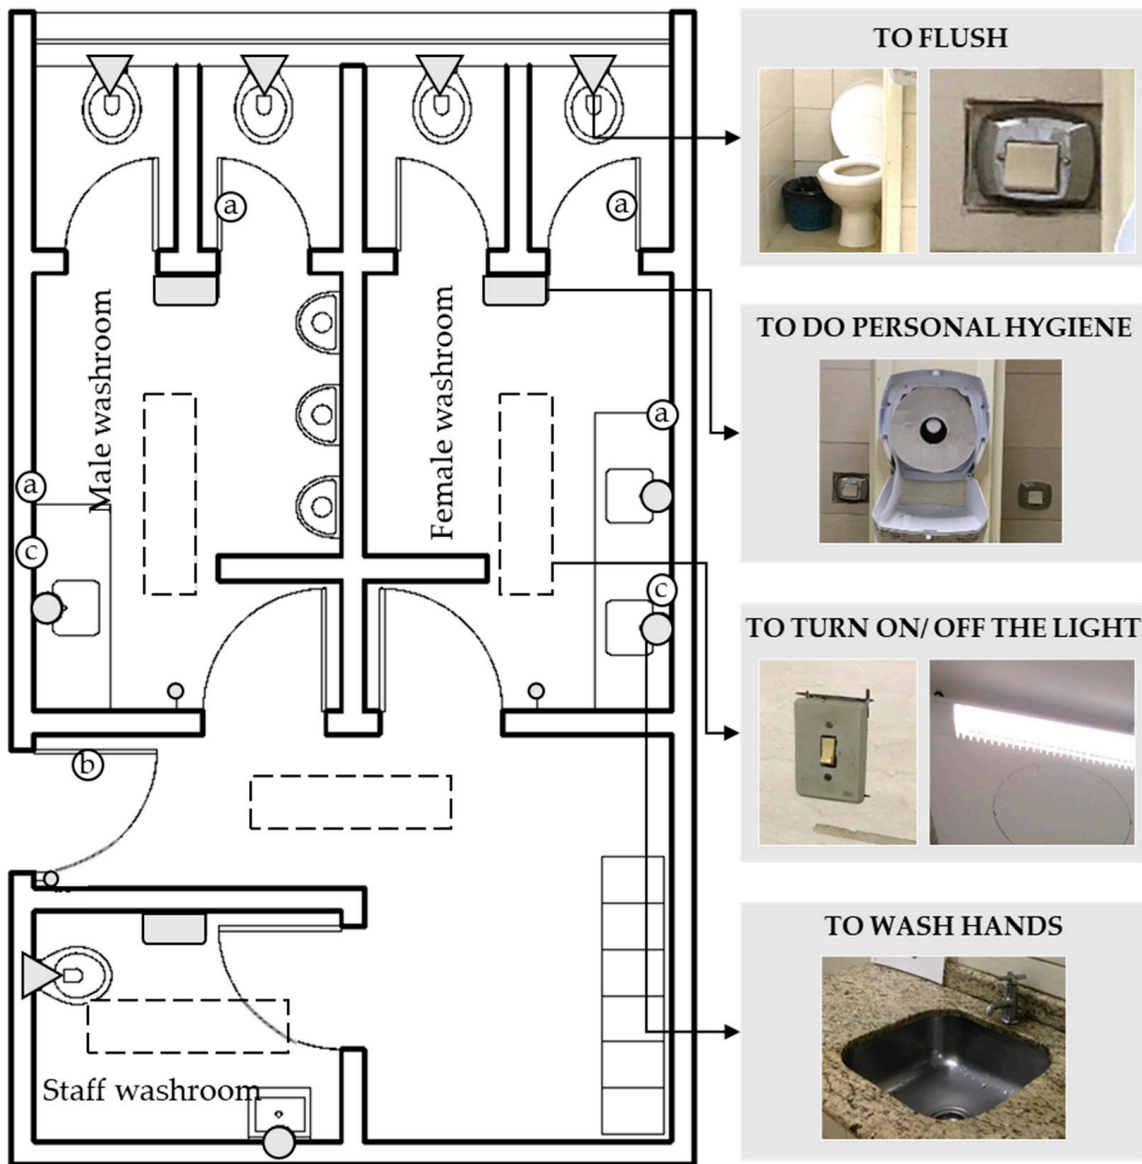 TO FLUSH
a
a
TO DO PERSONAL HYGIENE
Male washroom
Female washroom
a
a
c
c
TO TURN ON/ OFF THE LIGHT
b
TO WASH HANDS
Staff washroom